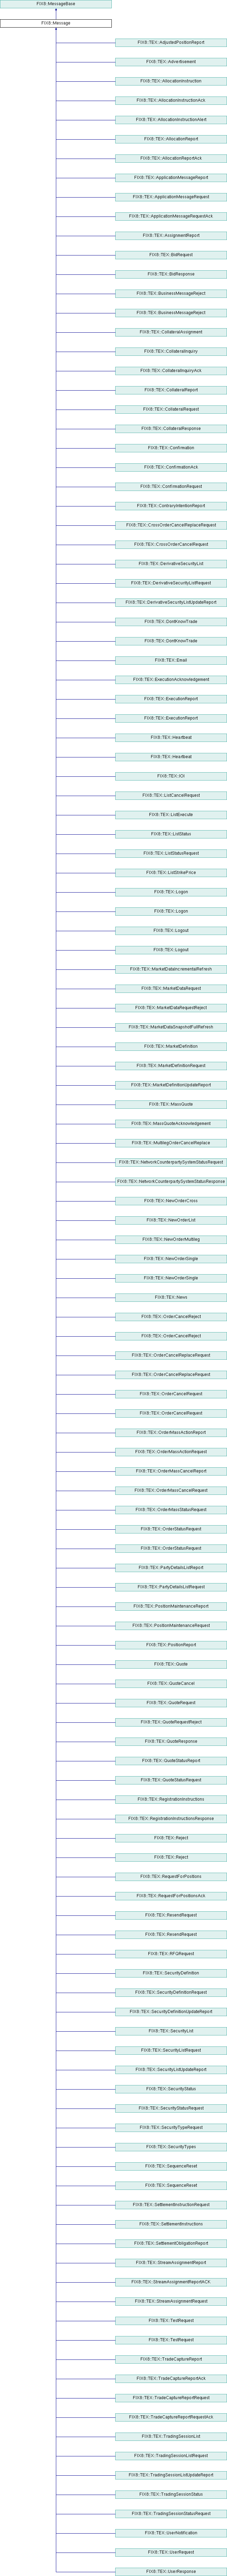 FIX8::MessageBase
FIX8::Message
FIX8::TEX::AdjustedPositionReport
FIX8::TEX::Advertisement
FIX8::TEX::AllocationInstruction
FIX8::TEX::AllocationInstructionAck
FIX8::TEX::AllocationInstructionAlert
FIX8::TEX::AllocationReport
FIX8::TEX::AllocationReportAck
FIX8::TEX::ApplicationMessageReport
FIX8::TEX::ApplicationMessageRequest
FIX8::TEX::ApplicationMessageRequestAck
FIX8::TEX::AssignmentReport
FIX8::TEX::BidRequest
FIX8::TEX::BidResponse
FIX8::TEX::BusinessMessageReject
FIX8::TEX::BusinessMessageReject
FIX8::TEX::CollateralAssignment
FIX8::TEX::CollateralInquiry
FIX8::TEX::CollateralInquiryAck
FIX8::TEX::CollateralReport
FIX8::TEX::CollateralRequest
FIX8::TEX::CollateralResponse
FIX8::TEX::Confirmation
FIX8::TEX::ConfirmationAck
FIX8::TEX::ConfirmationRequest
FIX8::TEX::ContraryIntentionReport
FIX8::TEX::CrossOrderCancelReplaceRequest
FIX8::TEX::CrossOrderCancelRequest
FIX8::TEX::DerivativeSecurityList
FIX8::TEX::DerivativeSecurityListRequest
FIX8::TEX::DerivativeSecurityListUpdateReport
FIX8::TEX::DontKnowTrade
FIX8::TEX::DontKnowTrade
FIX8::TEX::Email
FIX8::TEX::ExecutionAcknowledgement
FIX8::TEX::ExecutionReport
FIX8::TEX::ExecutionReport
FIX8::TEX::Heartbeat
FIX8::TEX::Heartbeat
FIX8::TEX::IOI
FIX8::TEX::ListCancelRequest
FIX8::TEX::ListExecute
FIX8::TEX::ListStatus
FIX8::TEX::ListStatusRequest
FIX8::TEX::ListStrikePrice
FIX8::TEX::Logon
FIX8::TEX::Logon
FIX8::TEX::Logout
FIX8::TEX::Logout
FIX8::TEX::MarketDataIncrementalRefresh
FIX8::TEX::MarketDataRequest
FIX8::TEX::MarketDataRequestReject
FIX8::TEX::MarketDataSnapshotFullRefresh
FIX8::TEX::MarketDefinition
FIX8::TEX::MarketDefinitionRequest
FIX8::TEX::MarketDefinitionUpdateReport
FIX8::TEX::MassQuote
FIX8::TEX::MassQuoteAcknowledgement
FIX8::TEX::MultilegOrderCancelReplace
FIX8::TEX::NetworkCounterpartySystemStatusRequest
FIX8::TEX::NetworkCounterpartySystemStatusResponse
FIX8::TEX::NewOrderCross
FIX8::TEX::NewOrderList
FIX8::TEX::NewOrderMultileg
FIX8::TEX::NewOrderSingle
FIX8::TEX::NewOrderSingle
FIX8::TEX::News
FIX8::TEX::OrderCancelReject
FIX8::TEX::OrderCancelReject
FIX8::TEX::OrderCancelReplaceRequest
FIX8::TEX::OrderCancelReplaceRequest
FIX8::TEX::OrderCancelRequest
FIX8::TEX::OrderCancelRequest
FIX8::TEX::OrderMassActionReport
FIX8::TEX::OrderMassActionRequest
FIX8::TEX::OrderMassCancelReport
FIX8::TEX::OrderMassCancelRequest
FIX8::TEX::OrderMassStatusRequest
FIX8::TEX::OrderStatusRequest
FIX8::TEX::OrderStatusRequest
FIX8::TEX::PartyDetailsListReport
FIX8::TEX::PartyDetailsListRequest
FIX8::TEX::PositionMaintenanceReport
FIX8::TEX::PositionMaintenanceRequest
FIX8::TEX::PositionReport
FIX8::TEX::Quote
FIX8::TEX::QuoteCancel
FIX8::TEX::QuoteRequest
FIX8::TEX::QuoteRequestReject
FIX8::TEX::QuoteResponse
FIX8::TEX::QuoteStatusReport
FIX8::TEX::QuoteStatusRequest
FIX8::TEX::RegistrationInstructions
FIX8::TEX::RegistrationInstructionsResponse
FIX8::TEX::Reject
FIX8::TEX::Reject
FIX8::TEX::RequestForPositions
FIX8::TEX::RequestForPositionsAck
FIX8::TEX::ResendRequest
FIX8::TEX::ResendRequest
FIX8::TEX::RFQRequest
FIX8::TEX::SecurityDefinition
FIX8::TEX::SecurityDefinitionRequest
FIX8::TEX::SecurityDefinitionUpdateReport
FIX8::TEX::SecurityList
FIX8::TEX::SecurityListRequest
FIX8::TEX::SecurityListUpdateReport
FIX8::TEX::SecurityStatus
FIX8::TEX::SecurityStatusRequest
FIX8::TEX::SecurityTypeRequest
FIX8::TEX::SecurityTypes
FIX8::TEX::SequenceReset
FIX8::TEX::SequenceReset
FIX8::TEX::SettlementInstructionRequest
FIX8::TEX::SettlementInstructions
FIX8::TEX::SettlementObligationReport
FIX8::TEX::StreamAssignmentReport
FIX8::TEX::StreamAssignmentReportACK
FIX8::TEX::StreamAssignmentRequest
FIX8::TEX::TestRequest
FIX8::TEX::TestRequest
FIX8::TEX::TradeCaptureReport
FIX8::TEX::TradeCaptureReportAck
FIX8::TEX::TradeCaptureReportRequest
FIX8::TEX::TradeCaptureReportRequestAck
FIX8::TEX::TradingSessionList
FIX8::TEX::TradingSessionListRequest
FIX8::TEX::TradingSessionListUpdateReport
FIX8::TEX::TradingSessionStatus
FIX8::TEX::TradingSessionStatusRequest
FIX8::TEX::UserNotification
FIX8::TEX::UserRequest
FIX8::TEX::UserResponse